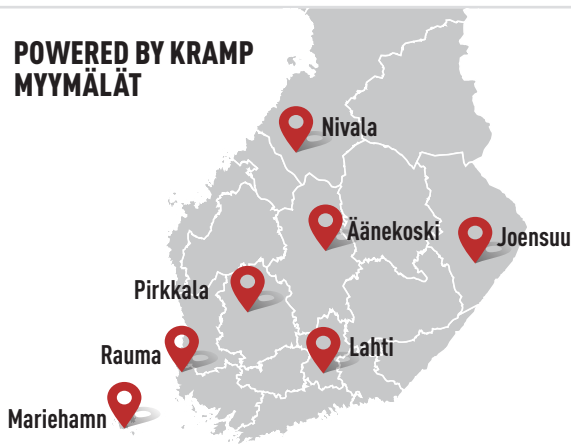 POWERED BY KRAMP
MYYMÄLÄT
Nivala
Äänekoski
Joensuu
Pirkkala
Rauma
Lahti
Mariehamn